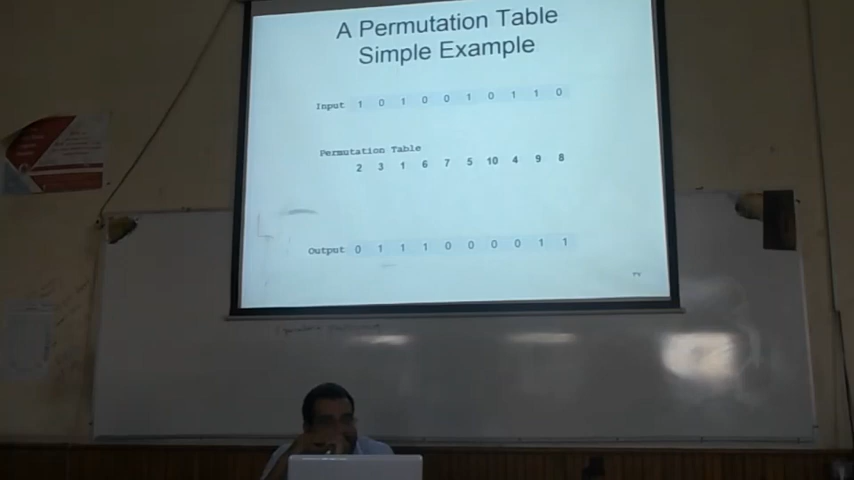 A Permutation Table
Simple Example
Input 1 0 1 0 0 1 0 1 1 0
Permutation Table
2 3 1 6 7 5 10 4 9 8
Output 0 1 1 1 0 0 0 0 1 1